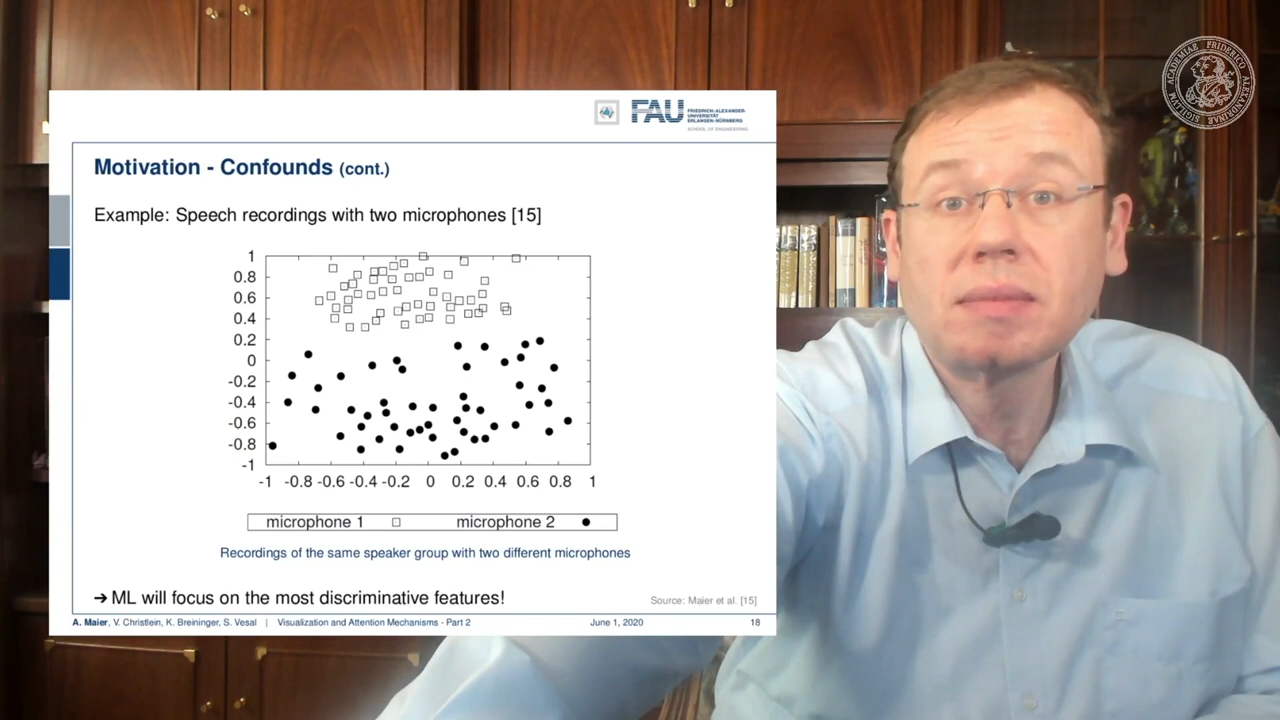 FAU
FRIEDRICH-ALEXANDER-
UNIVERSITÄT
ERLANGEN-NÜRNBERG
SCHOOL OF ENGINEERING
Motivation - Confounds (cont.)
Example: Speech recordings with two microphones [15]
1
0.8
0.6
0.4
0.2
0
-0.2
-0.4
-0.6
-0.8
-1
-1 -0.8 -0.6 -0.4 -0.2 0 0.2 0.4 0.6 0.8 1
microphone 1 microphone 2
Recordings of the same speaker group with two different microphones
➔ ML will focus on the most discriminative features!
Source: Maier et al. [15]
A. Maier, V. Christlein, K. Breininger, S. Vesal | Visualization and Attention Mechanisms - Part 2 June 1, 2020 18